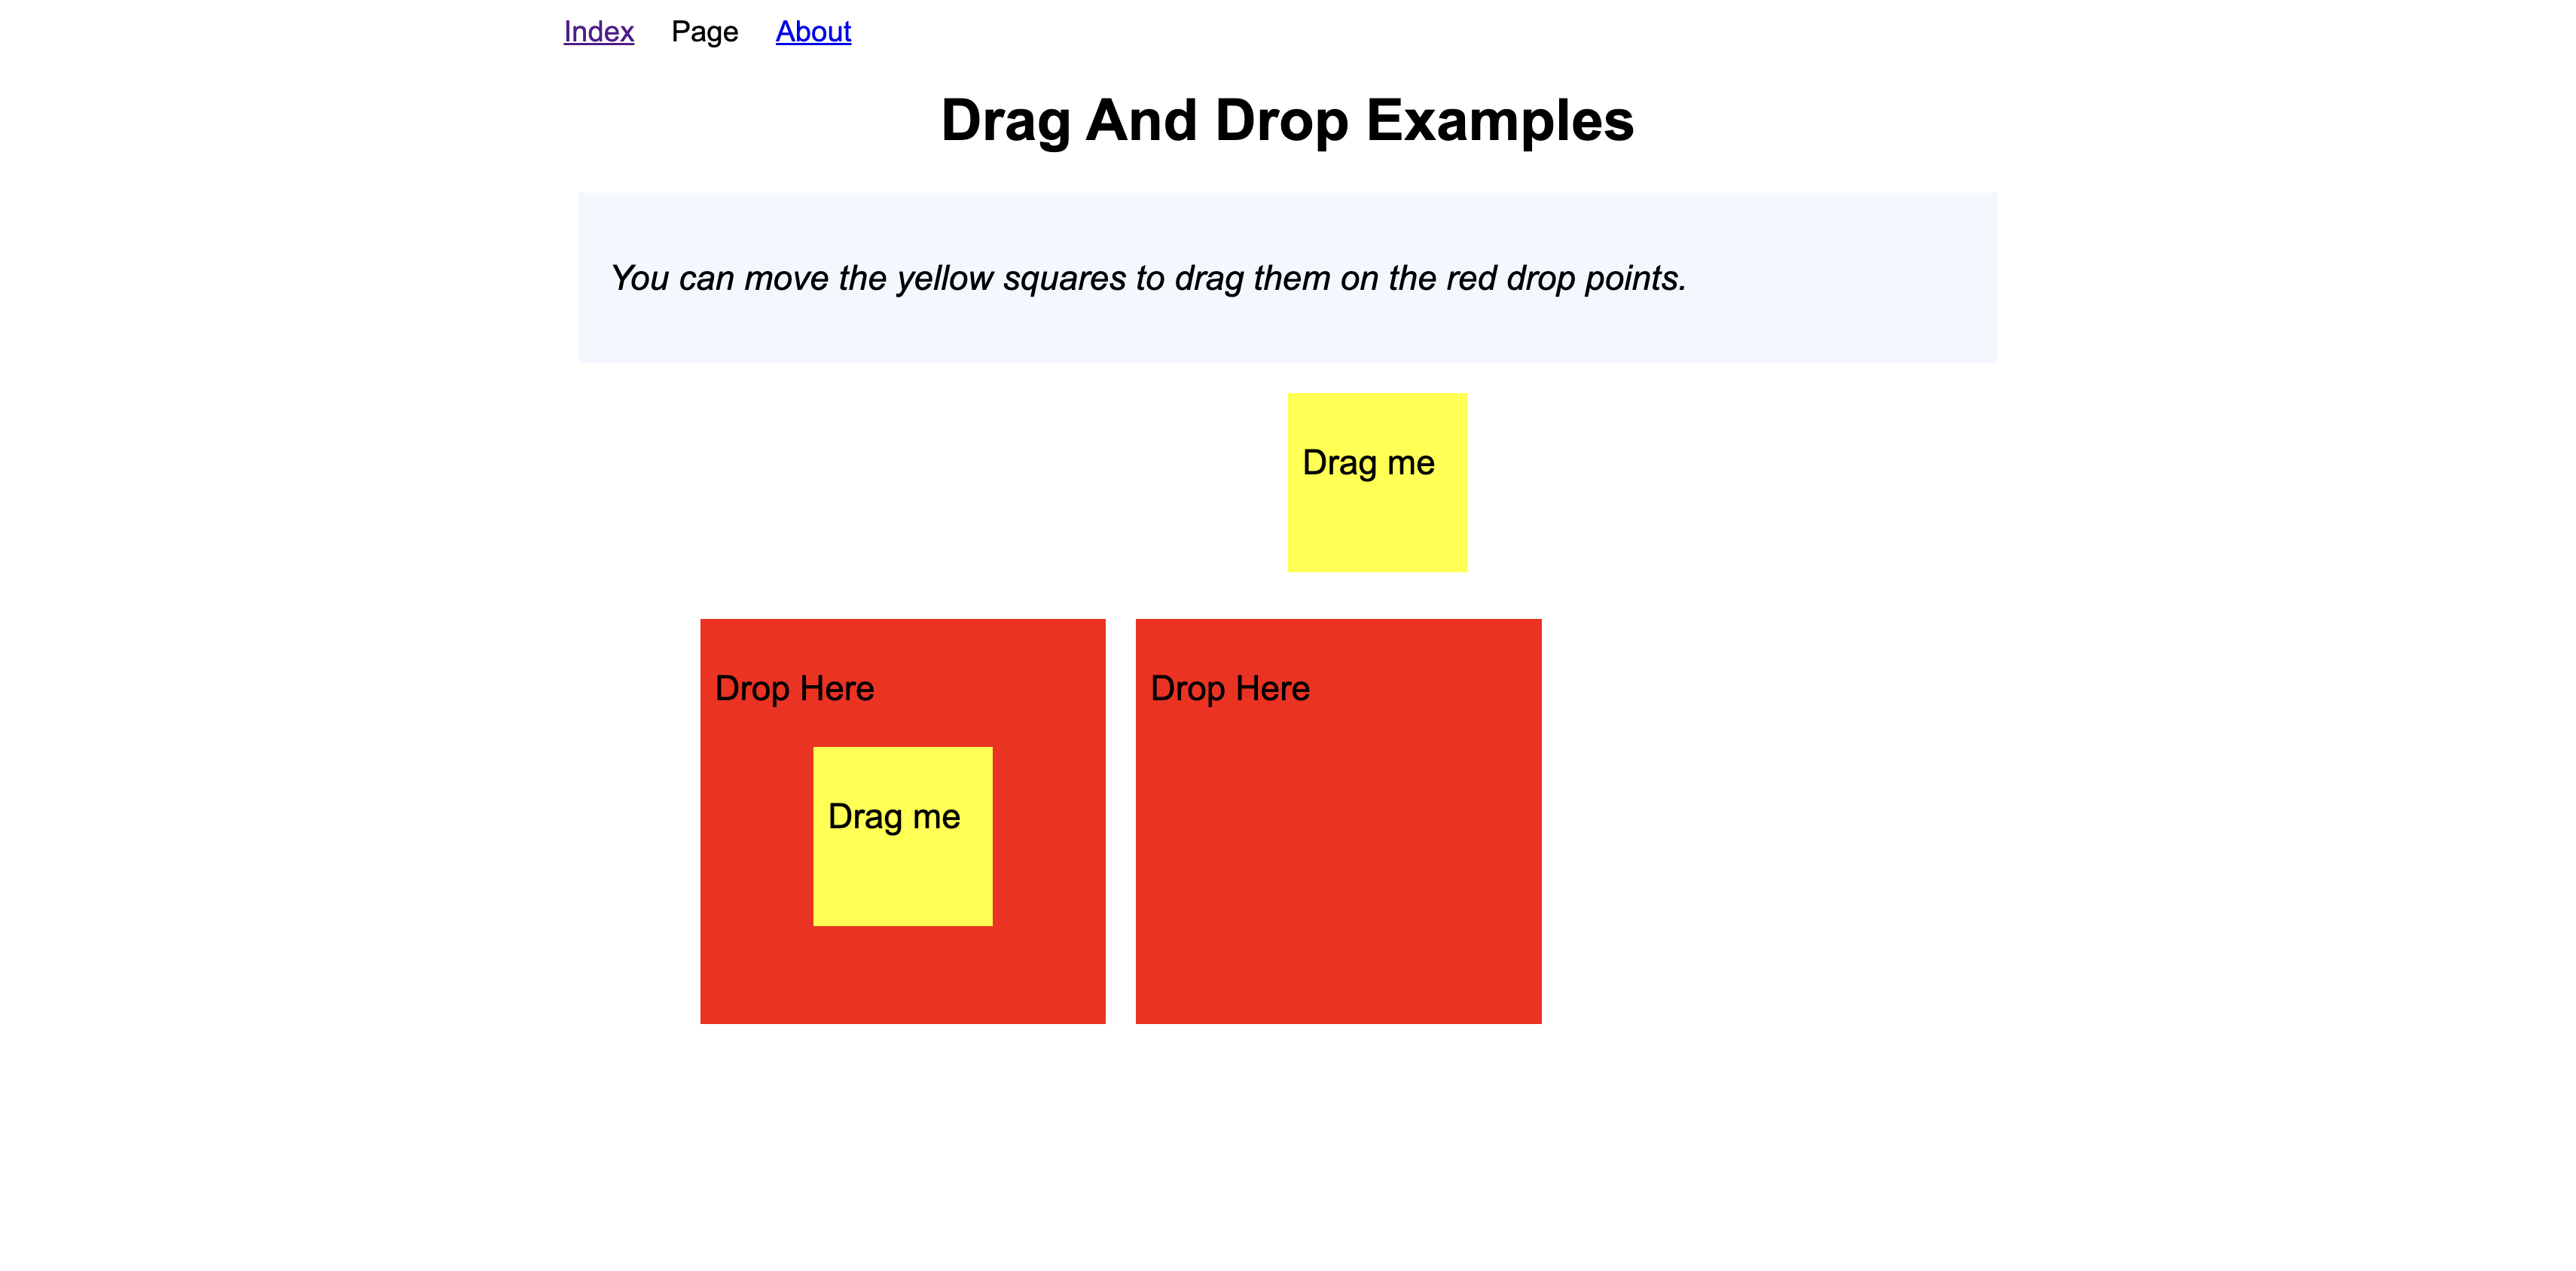 Index Page About
Drag And Drop Examples
You can move the yellow squares to drag them on the red drop points.
Drag me
Drop Here Drop Here
Drag me